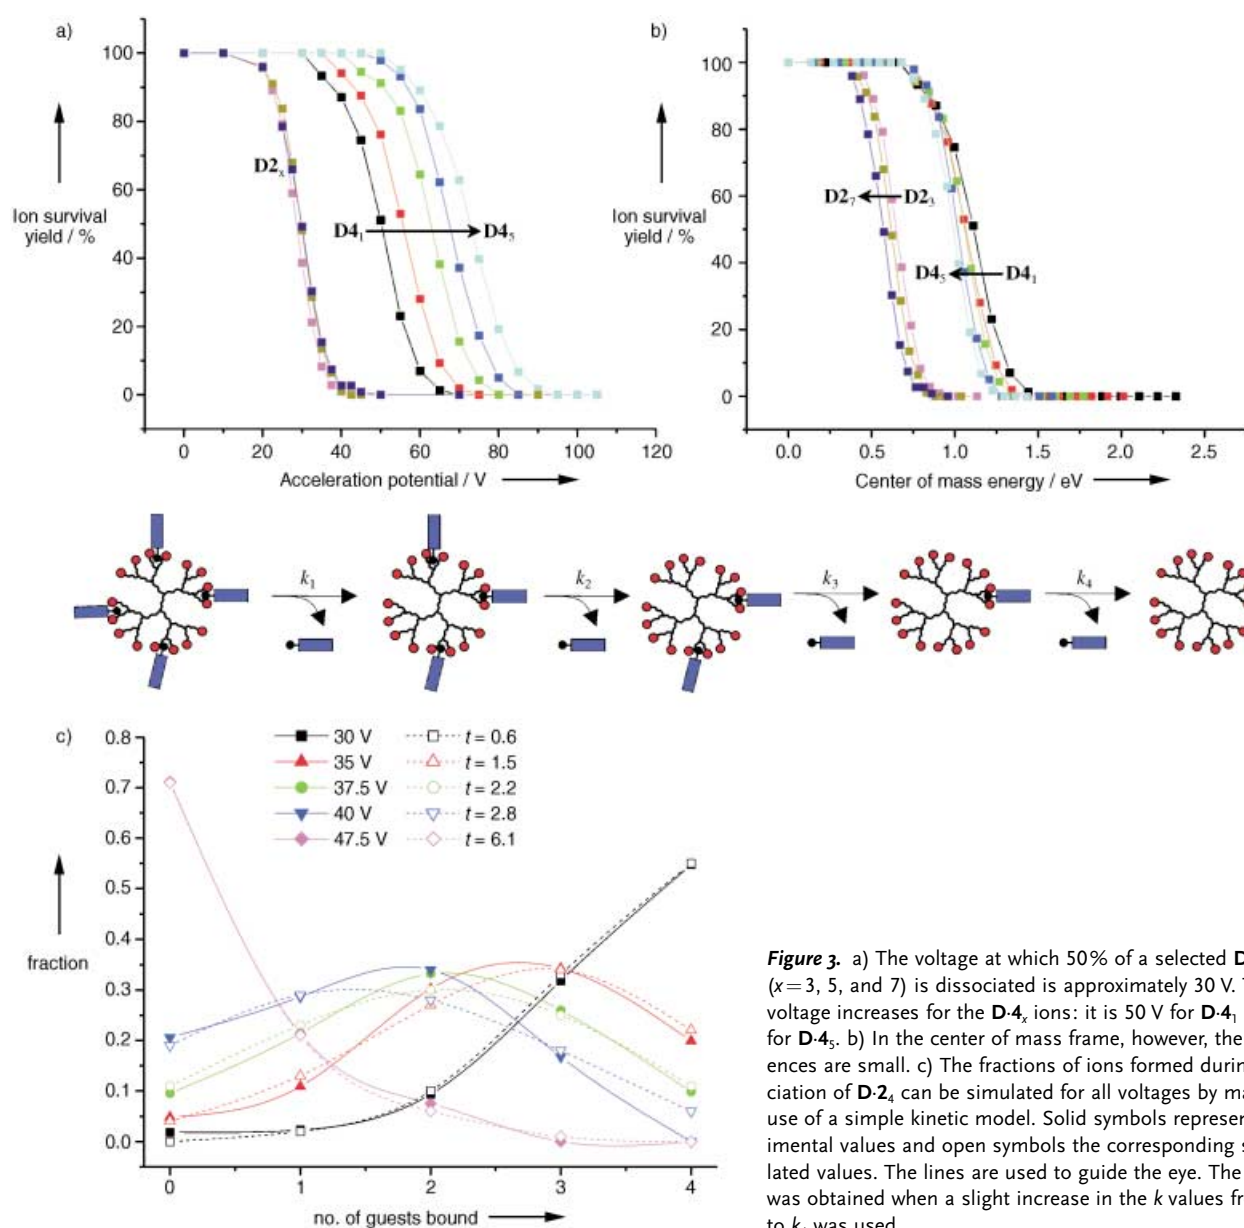 a)
100
80
60
40
20
0
Ion survival
yield / %
D2x
D4₁
D4₅
0 20 40 60 80 100 120
Acceleration potential / V
b)
100
80
60
40
20
0
Ion survival
yield / %
D2₇ D2₃
D4₅ D4₁
0.0 0.5 1.0 1.5 2.0 2.5
Center of mass energy / eV
k₁ k₂ k₃ k₄
c)
0.8
0.7
0.6
0.5
0.4
0.3
0.2
0.1
0.0
fraction
30 V t = 0.6
35 V t = 1.5
37.5 V t = 2.2
40 V t = 2.8
47.5 V t = 6.1
0 1 2 3 4
no. of guests bound
Figure 3. a) The voltage at which 50% of a selected D
(x = 3, 5, and 7) is dissociated is approximately 30 V.
voltage increases for the D·4ₓ ions: it is 50 V for D·4₁
for D·4₅. b) In the center of mass frame, however, the
ences are small. c) The fractions of ions formed durin
ciation of D·2₄ can be simulated for all voltages by ma
use of a simple kinetic model. Solid symbols represen
imental values and open symbols the corresponding s
lated values. The lines are used to guide the eye. The
was obtained when a slight increase in the k values fr
was used